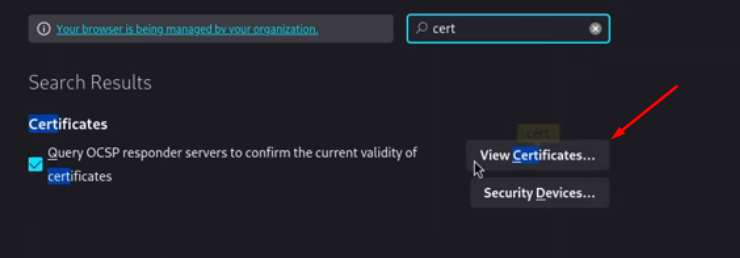 Your browser is being managed by your organization.
cert
Search Results
Certificates
Query OCSP responder servers to confirm the current validity of
certificates
cert
View Certificates...
Security Devices...